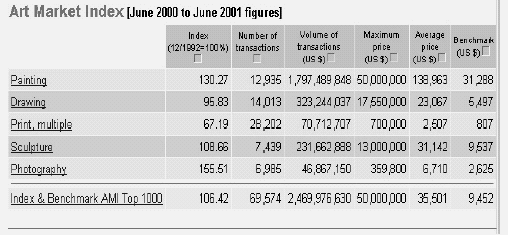 Art Market Index [June 2000 to June 2001 figures]
Index Number of Volume of Maximum Average Benchmark
(12/1992=100%) transactions transactions price price (US $)
(US $) (US $) (US $)
Painting 130.27 12,935 1,797,489,848 50,000,000 138,963 31,288
Drawing 95.83 14,013 323,244,037 17,550,000 23,067 5,497
Print, multiple 67.19 28,202 70,712,707 700,000 2,507 807
Sculpture 108.66 7,439 231,662,888 13,000,000 31,142 9,537
Photography 155.51 6,985 46,867,150 359,800 6,710 2,625
Index & Benchmark AMI Top 1000 106.42 69,574 2,469,976,630 50,000,000 35,501 9,452